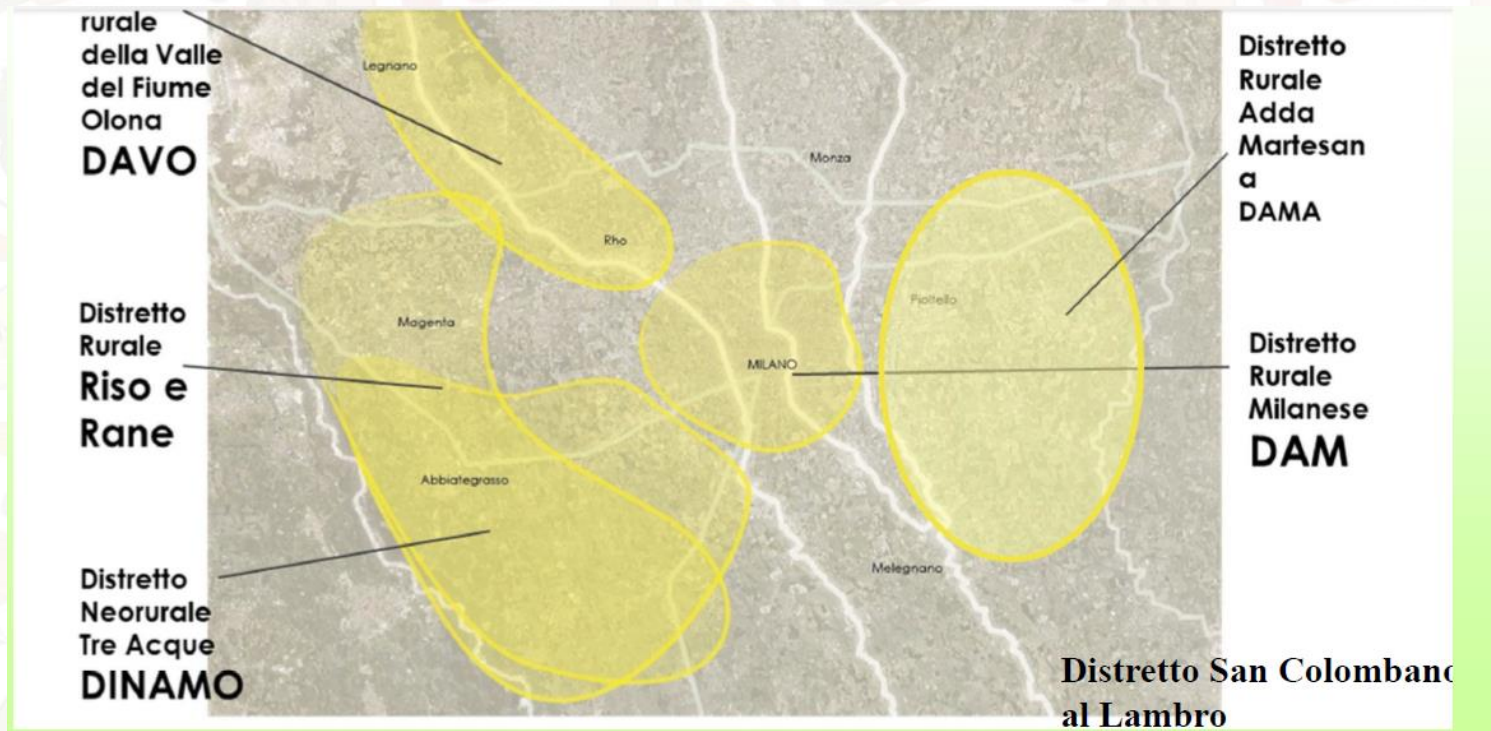 rurale
della Valle
del Fiume
Olona
DAVO
Distretto
Rurale
Riso e
Rane
Distretto
Neorurale
Tre Acque
DINAMO
Legnano
Monza
Rho
Magenta
Pioltello
MILANO
Abbiategrasso
Melegnano
Distretto
Rurale
Adda
Martesan
a
DAMA
Distretto
Rurale
Milanese
DAM
Distretto San Colombano
al Lambro